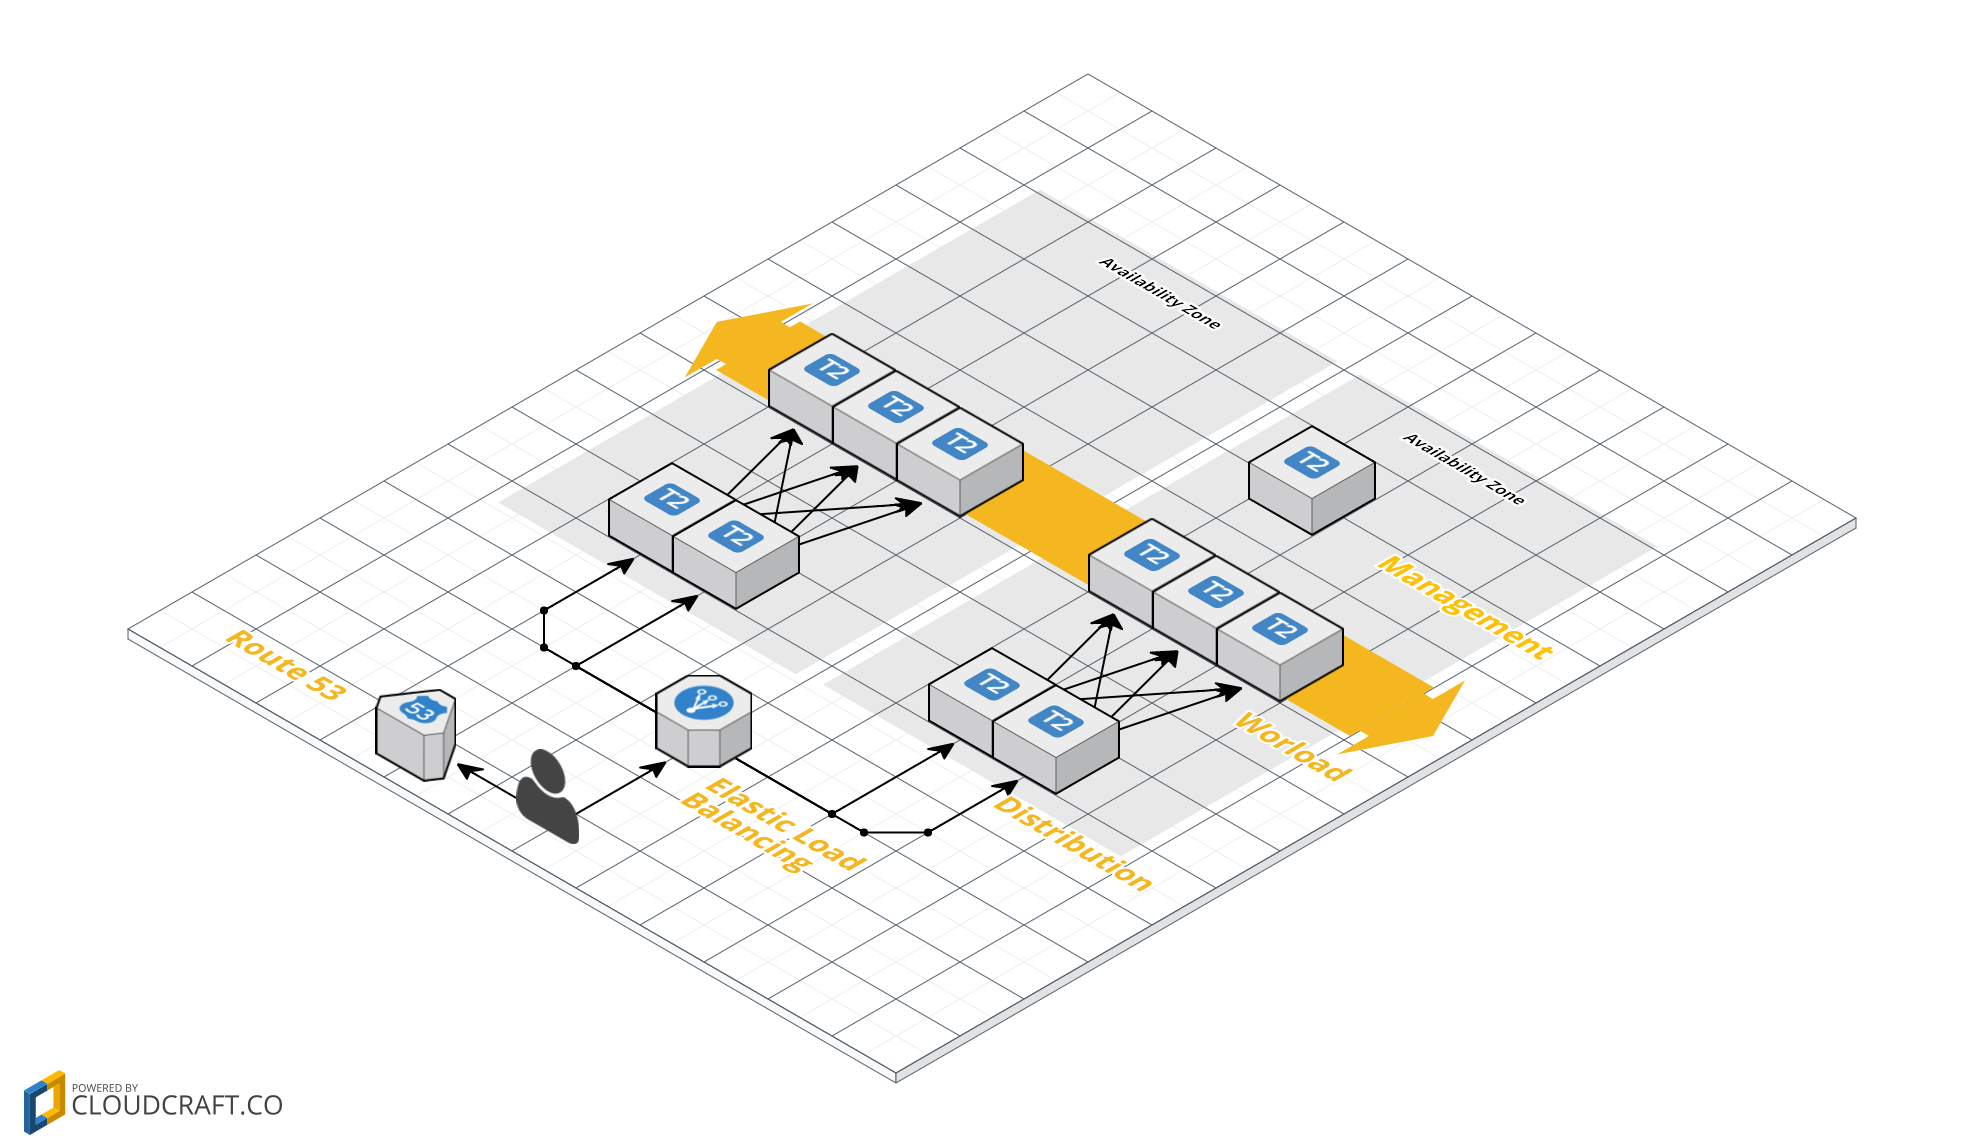 Availability Zone
Availability Zone
T2
T2
T2
T2
T2
T2
T2
T2
T2
T2
T2
Management
Route 53
53
Worload
Elastic Load
Balancing
Distribution
POWERED BY
CLOUDCRAFT.CO